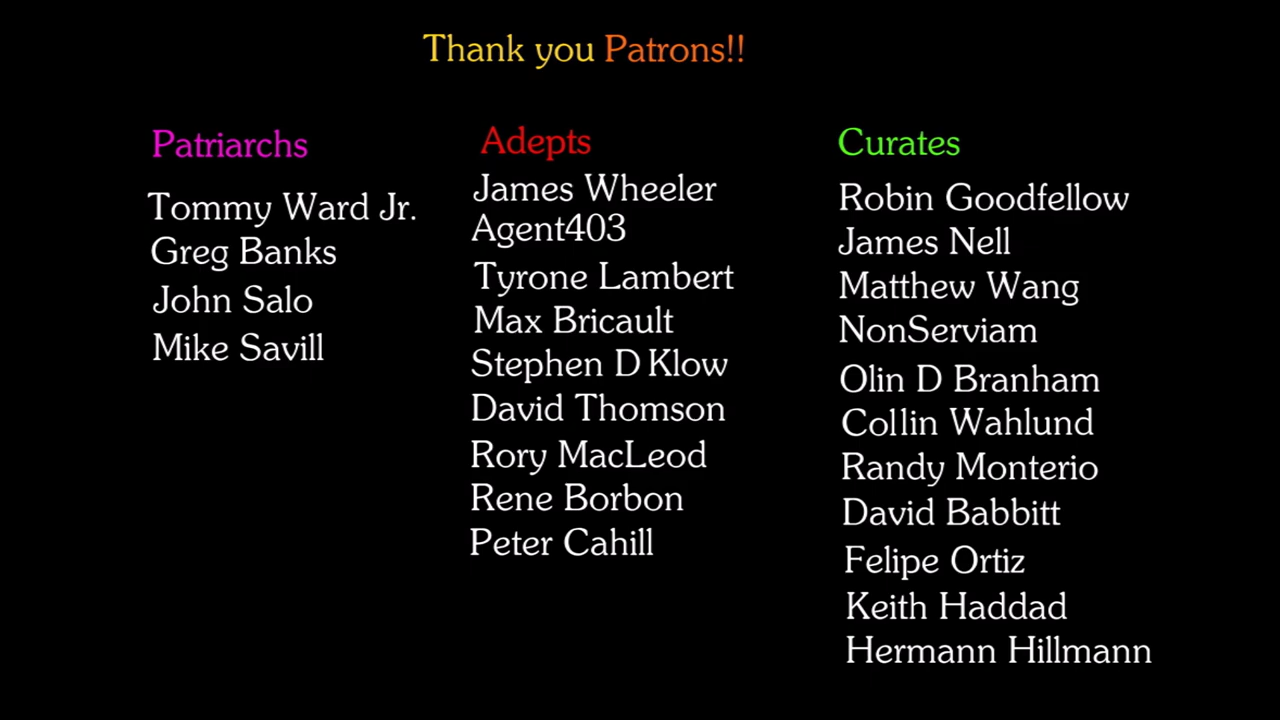 Thank you Patrons!!
Patriarchs
Tommy Ward Jr.
Greg Banks
John Salo
Mike Savill
Adepts
James Wheeler
Agent403
Tyrone Lambert
Max Bricault
Stephen D Klow
David Thomson
Rory MacLeod
Rene Borbon
Peter Cahill
Curates
Robin Goodfellow
James Nell
Matthew Wang
NonServiam
Olin D Branham
Collin Wahlund
Randy Monterio
David Babbitt
Felipe Ortiz
Keith Haddad
Hermann Hillmann